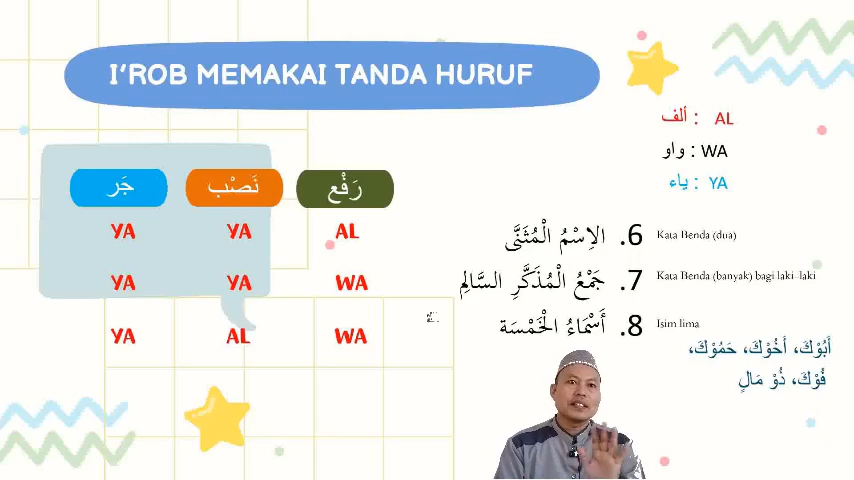 I'ROB MEMAKAI TANDA HURUF
AL : ألف
WA : واو
YA : ياء
جَر نَصْب رَفْع
YA YA AL
YA YA WA
YA AL WA
6. الاِسْمُ الْمُثَنَّى Kata Benda (dua)
7. جَمْعُ الْمُذَكَّرِ السَّالِم Kata Benda (banyak) bagi laki-laki
8. أَسْمَاءُ الْخَمْسَة Isim lima
أَبُوْكَ، أَخُوْكَ، حَمُوْكَ،
فُوْكَ، ذُوْ مَالٍ